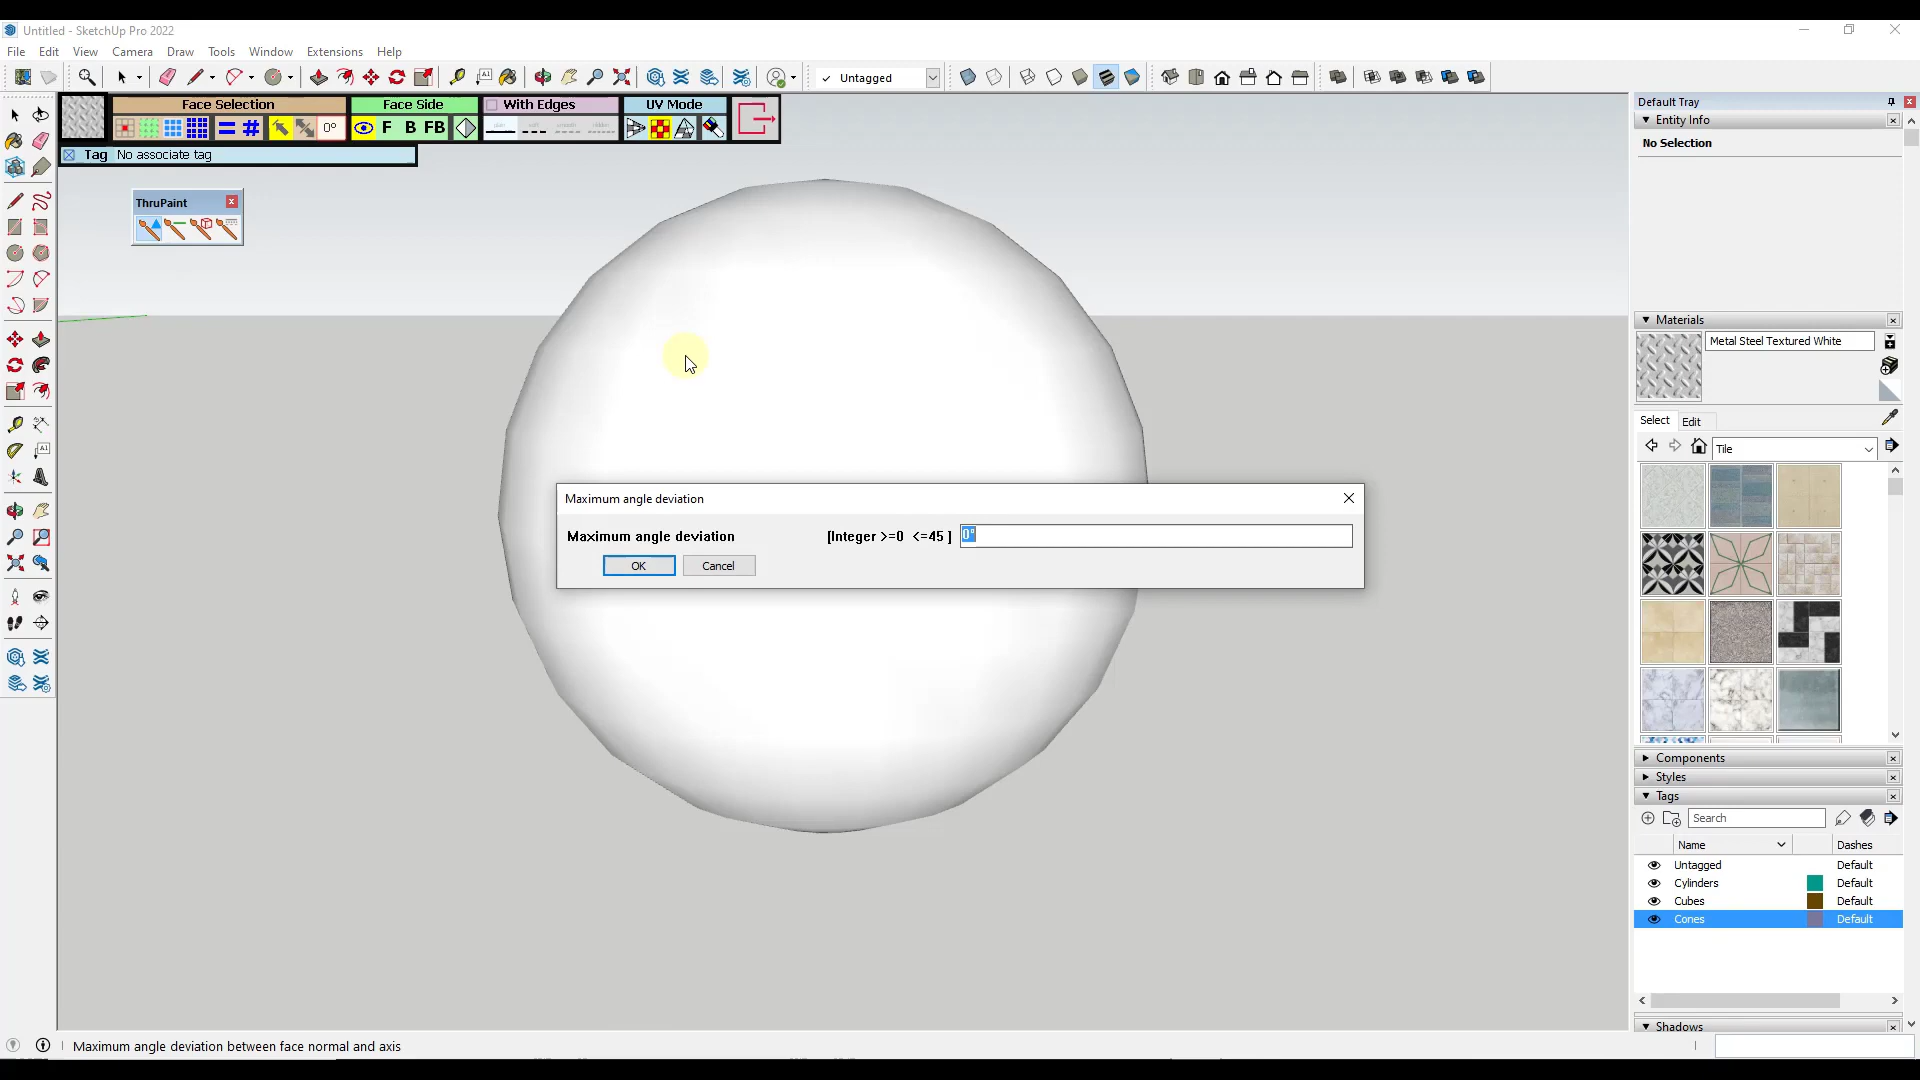 Untitled - SketchUp Pro 2022
File Edit View Camera Draw Tools Window Extensions Help
Untagged
Face Selection Face Side With Edges UV Mode
0° F B FB
Tag No associate tag
ThruPaint
Default Tray
Entity Info
No Selection
Materials
Metal Steel Textured White
Select Edit
Tile
Maximum angle deviation
Maximum angle deviation [Integer >=0 <=45 ] 0°
OK Cancel
Components
Styles
Tags
Search
Name Dashes
Untagged Default
Cylinders Default
Cubes Default
Cones Default
Shadows
Maximum angle deviation between face normal and axis